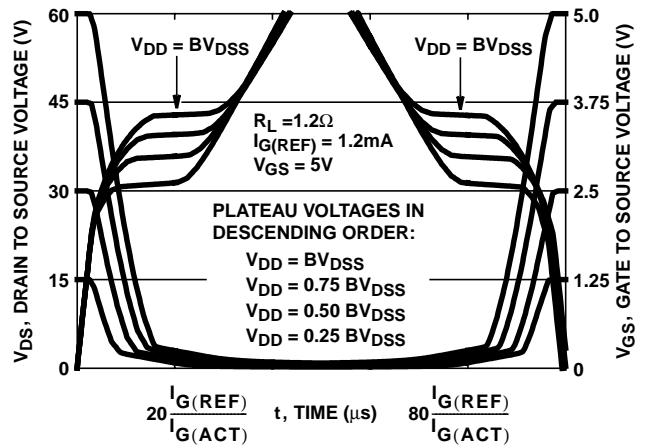 60
45
30
15
0
V_DS, DRAIN TO SOURCE VOLTAGE (V)
V_DD = BV_DSS
V_DD = BV_DSS
R_L =1.2Ω
I_G(REF) = 1.2mA
V_GS = 5V
PLATEAU VOLTAGES IN
DESCENDING ORDER:
V_DD = BV_DSS
V_DD = 0.75 BV_DSS
V_DD = 0.50 BV_DSS
V_DD = 0.25 BV_DSS
5.0
3.75
2.5
1.25
0
V_GS, GATE TO SOURCE VOLTAGE (V)
20 I_G(REF)/I_G(ACT)
t, TIME (µs)
80 I_G(REF)/I_G(ACT)